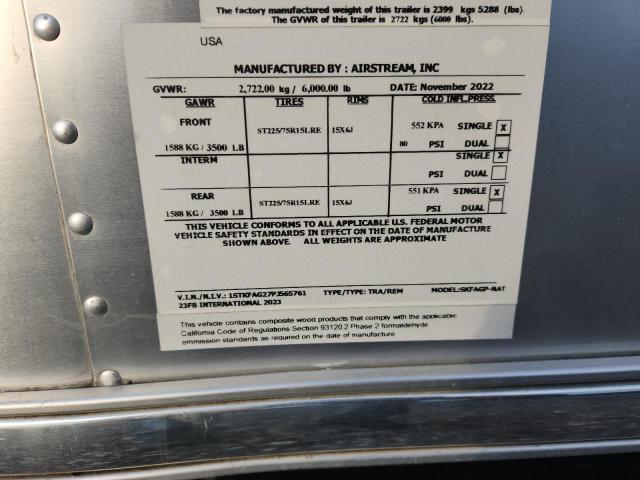 The factory manufactured weight of this trailer is 2399 kgs 5288 (lbs).
The GVWR of this trailer is 2722 kgs (6000 lbs).
USA
MANUFACTURED BY : AIRSTREAM, INC
GVWR: 2,722.00 kg / 6,000.00 lb DATE: November 2022
GAWR TIRES RIMS COLD INFL.PRESS.
FRONT ST225/75R15LRE 15X6J 552 KPA SINGLE X
1588 KG / 3500 LB 80 PSI DUAL
INTERM SINGLE X
PSI DUAL
REAR ST225/75R15LRE 15X6J 551 KPA SINGLE X
1588 KG / 3500 LB PSI DUAL
THIS VEHICLE CONFORMS TO ALL APPLICABLE U.S. FEDERAL MOTOR
VEHICLE SAFETY STANDARDS IN EFFECT ON THE DATE OF MANUFACTURE
SHOWN ABOVE. ALL WEIGHTS ARE APPROXIMATE
V.I.N./N.I.V.: 1STKFAG27PJ565761 TYPE/TYPE: TRA/REM MODEL:SKFAGP-NAT
23FB INTERNATIONAL 2023
This vehicle contains composite wood products that comply with the applicable
California Code of Regulations Section 93120.2 Phase 2 formaldehyde
emmission standards as required on the date of manufacture